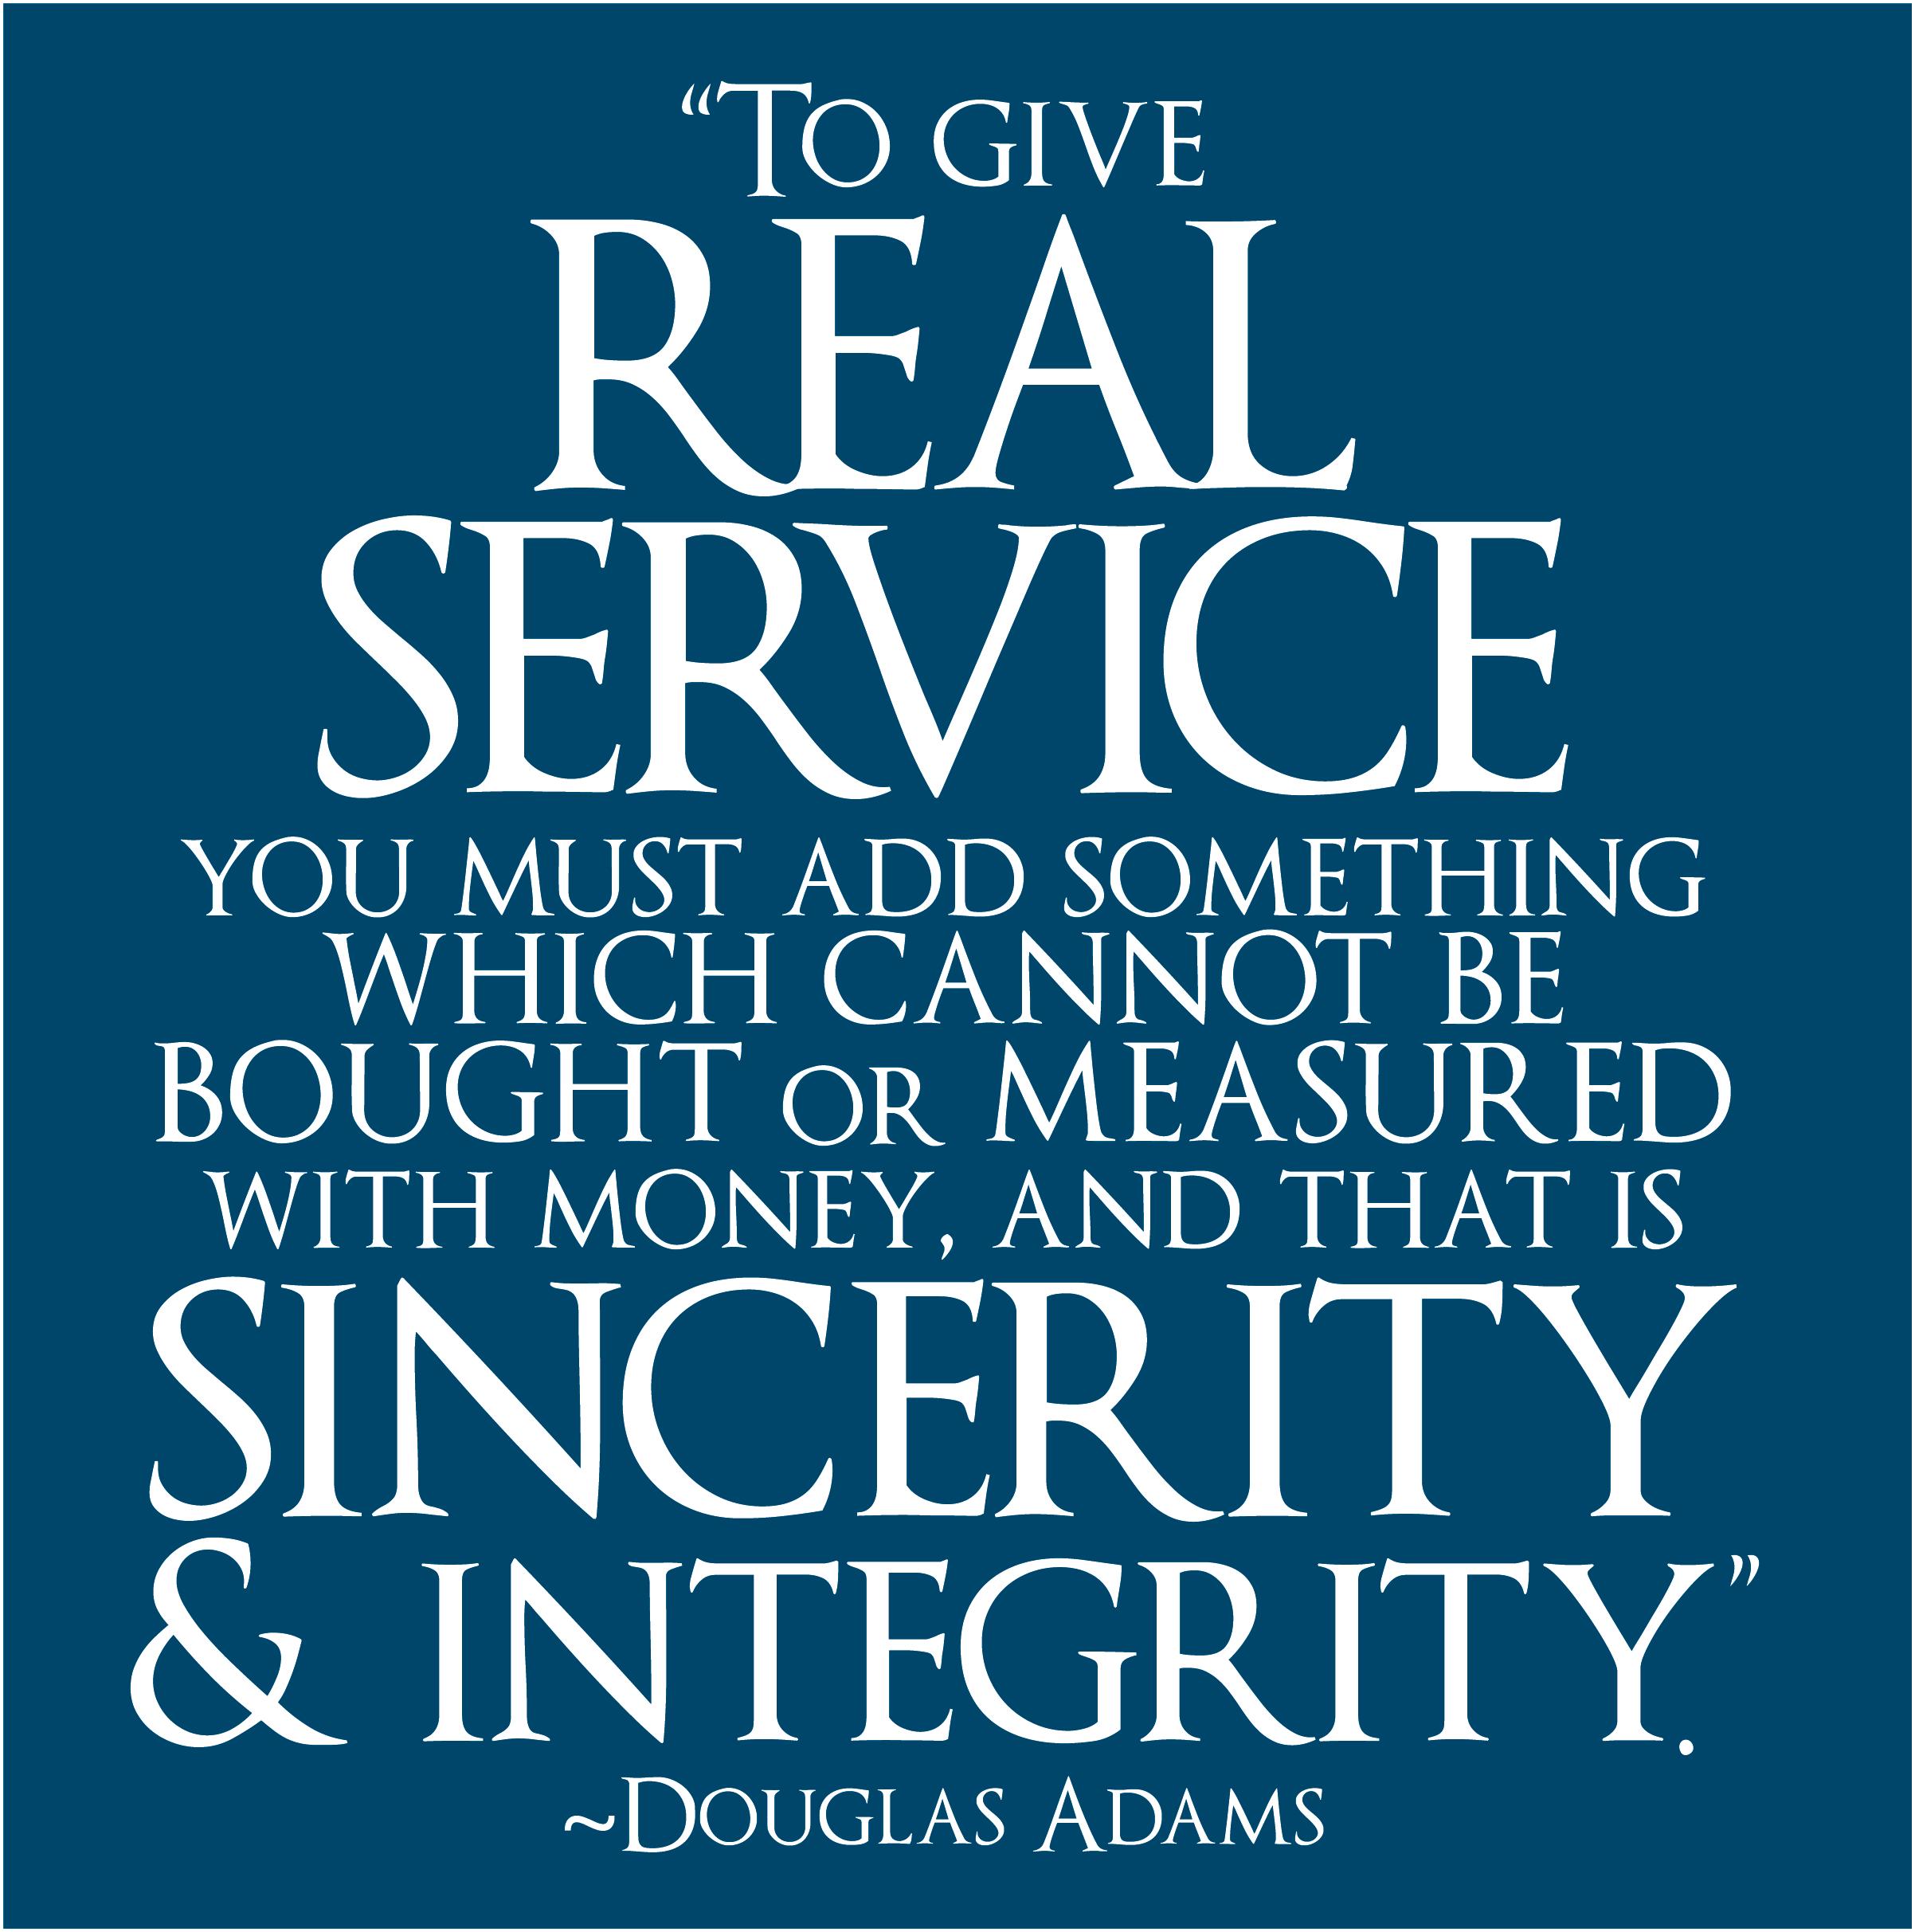 “To give
REAL
SERVICE
YOU MUST ADD SOMETHING
WHICH CANNOT BE
BOUGHT OR MEASURED
WITH MONEY, AND THAT IS
SINCERITY
& INTEGRITY.”
~Douglas Adams